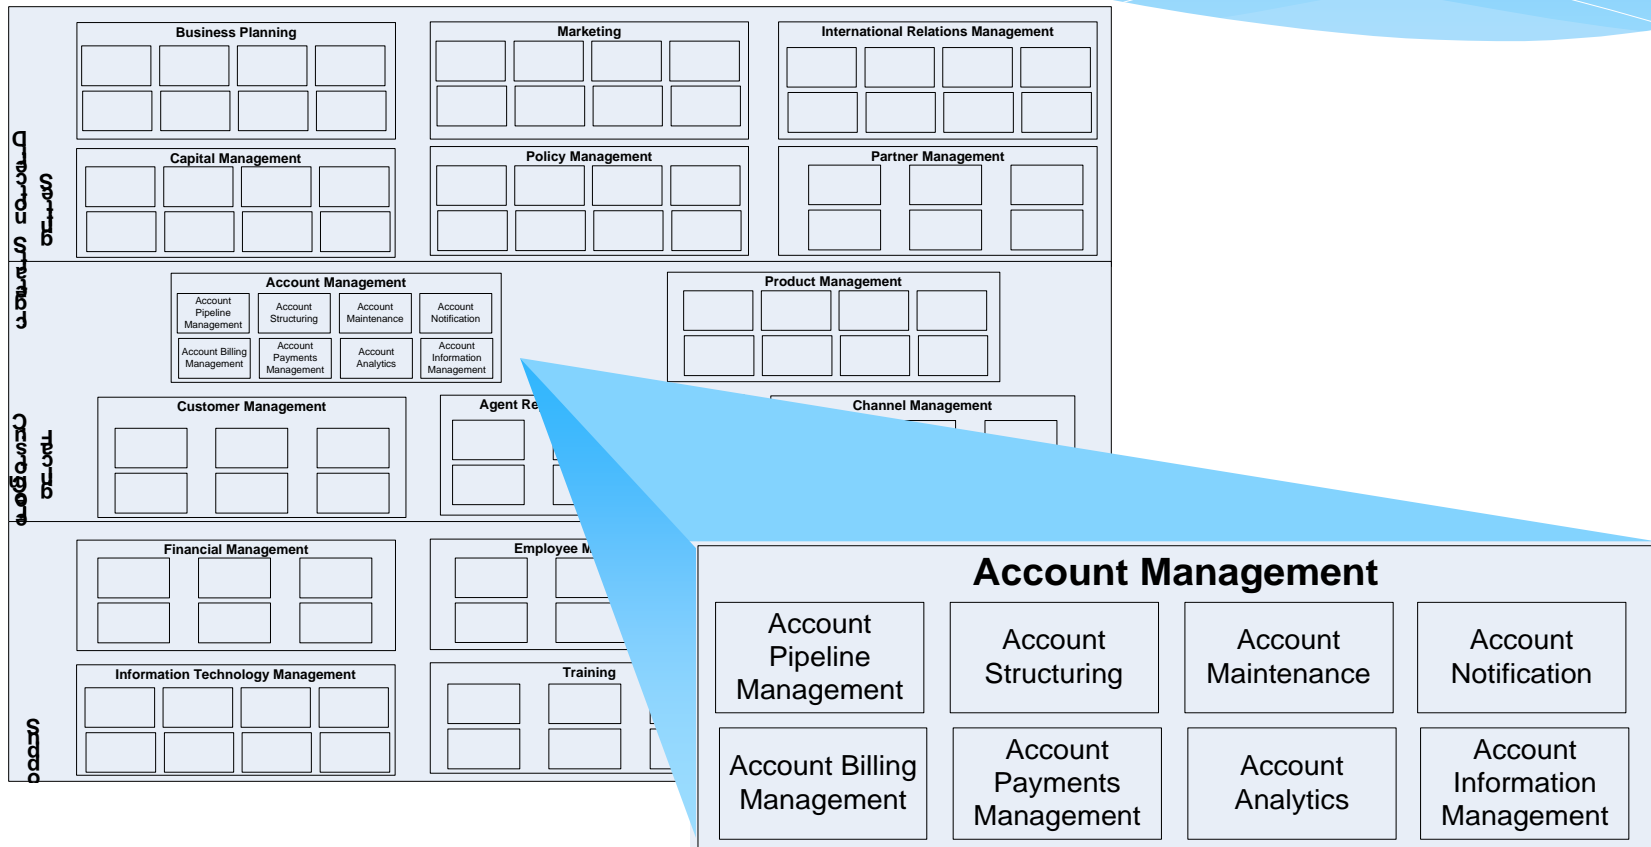 Business Planning
Marketing
International Relations Management
Capital Management
Policy Management
Partner Management
Account Management
Account
Pipeline
Management
Account
Structuring
Account
Maintenance
Account
Notification
Account Billing
Management
Account
Payments
Management
Account
Analytics
Account
Information
Management
Product Management
Customer Management
Agent Re
Channel Management
Financial Management
Employee M
Information Technology Management
Training
Account Management
Account
Pipeline
Management
Account
Structuring
Account
Maintenance
Account
Notification
Account Billing
Management
Account
Payments
Management
Account
Analytics
Account
Information
Management